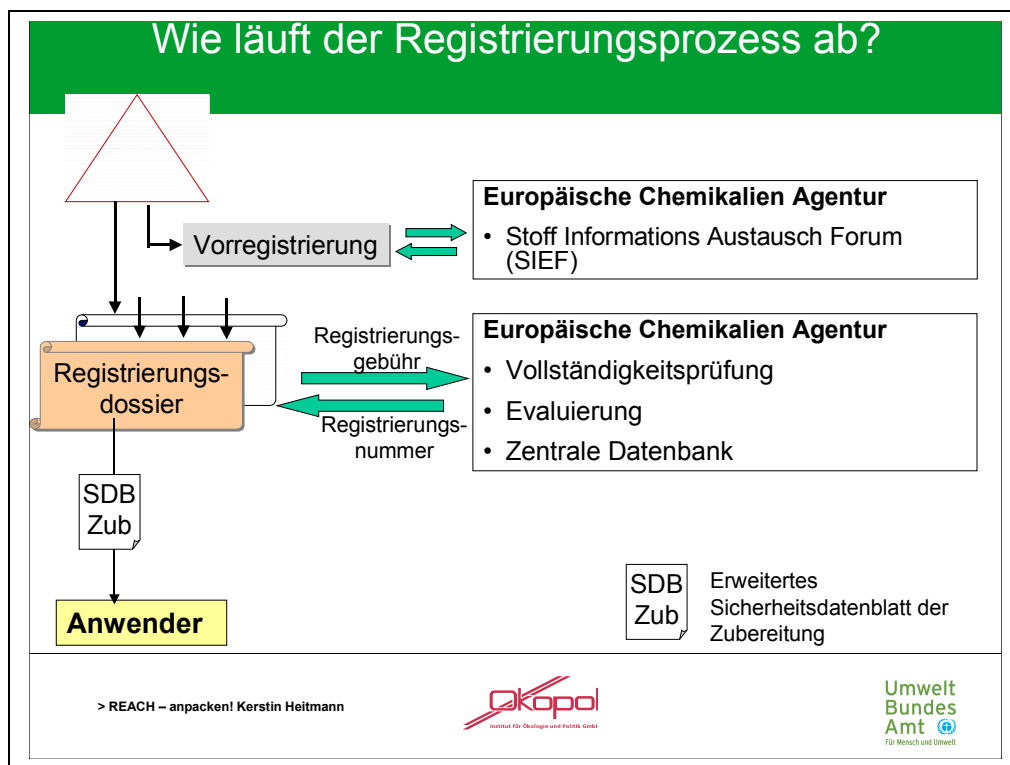 Wie läuft der Registrierungsprozess ab?
Europäische Chemikalien Agentur
• Stoff Informations Austausch Forum
(SIEF)
Vorregistrierung
Registrierungs-
gebühr
Registrierungs-
nummer
Europäische Chemikalien Agentur
• Vollständigkeitsprüfung
• Evaluierung
• Zentrale Datenbank
Registrierungs-
dossier
SDB
Zub
Anwender
SDB
Zub
Erweitertes
Sicherheitsdatenblatt der
Zubereitung
> REACH – anpacken! Kerstin Heitmann
Ökopol
Institut für Ökologie und Politik GmbH
Umwelt
Bundes
Amt
Für Mensch und Umwelt